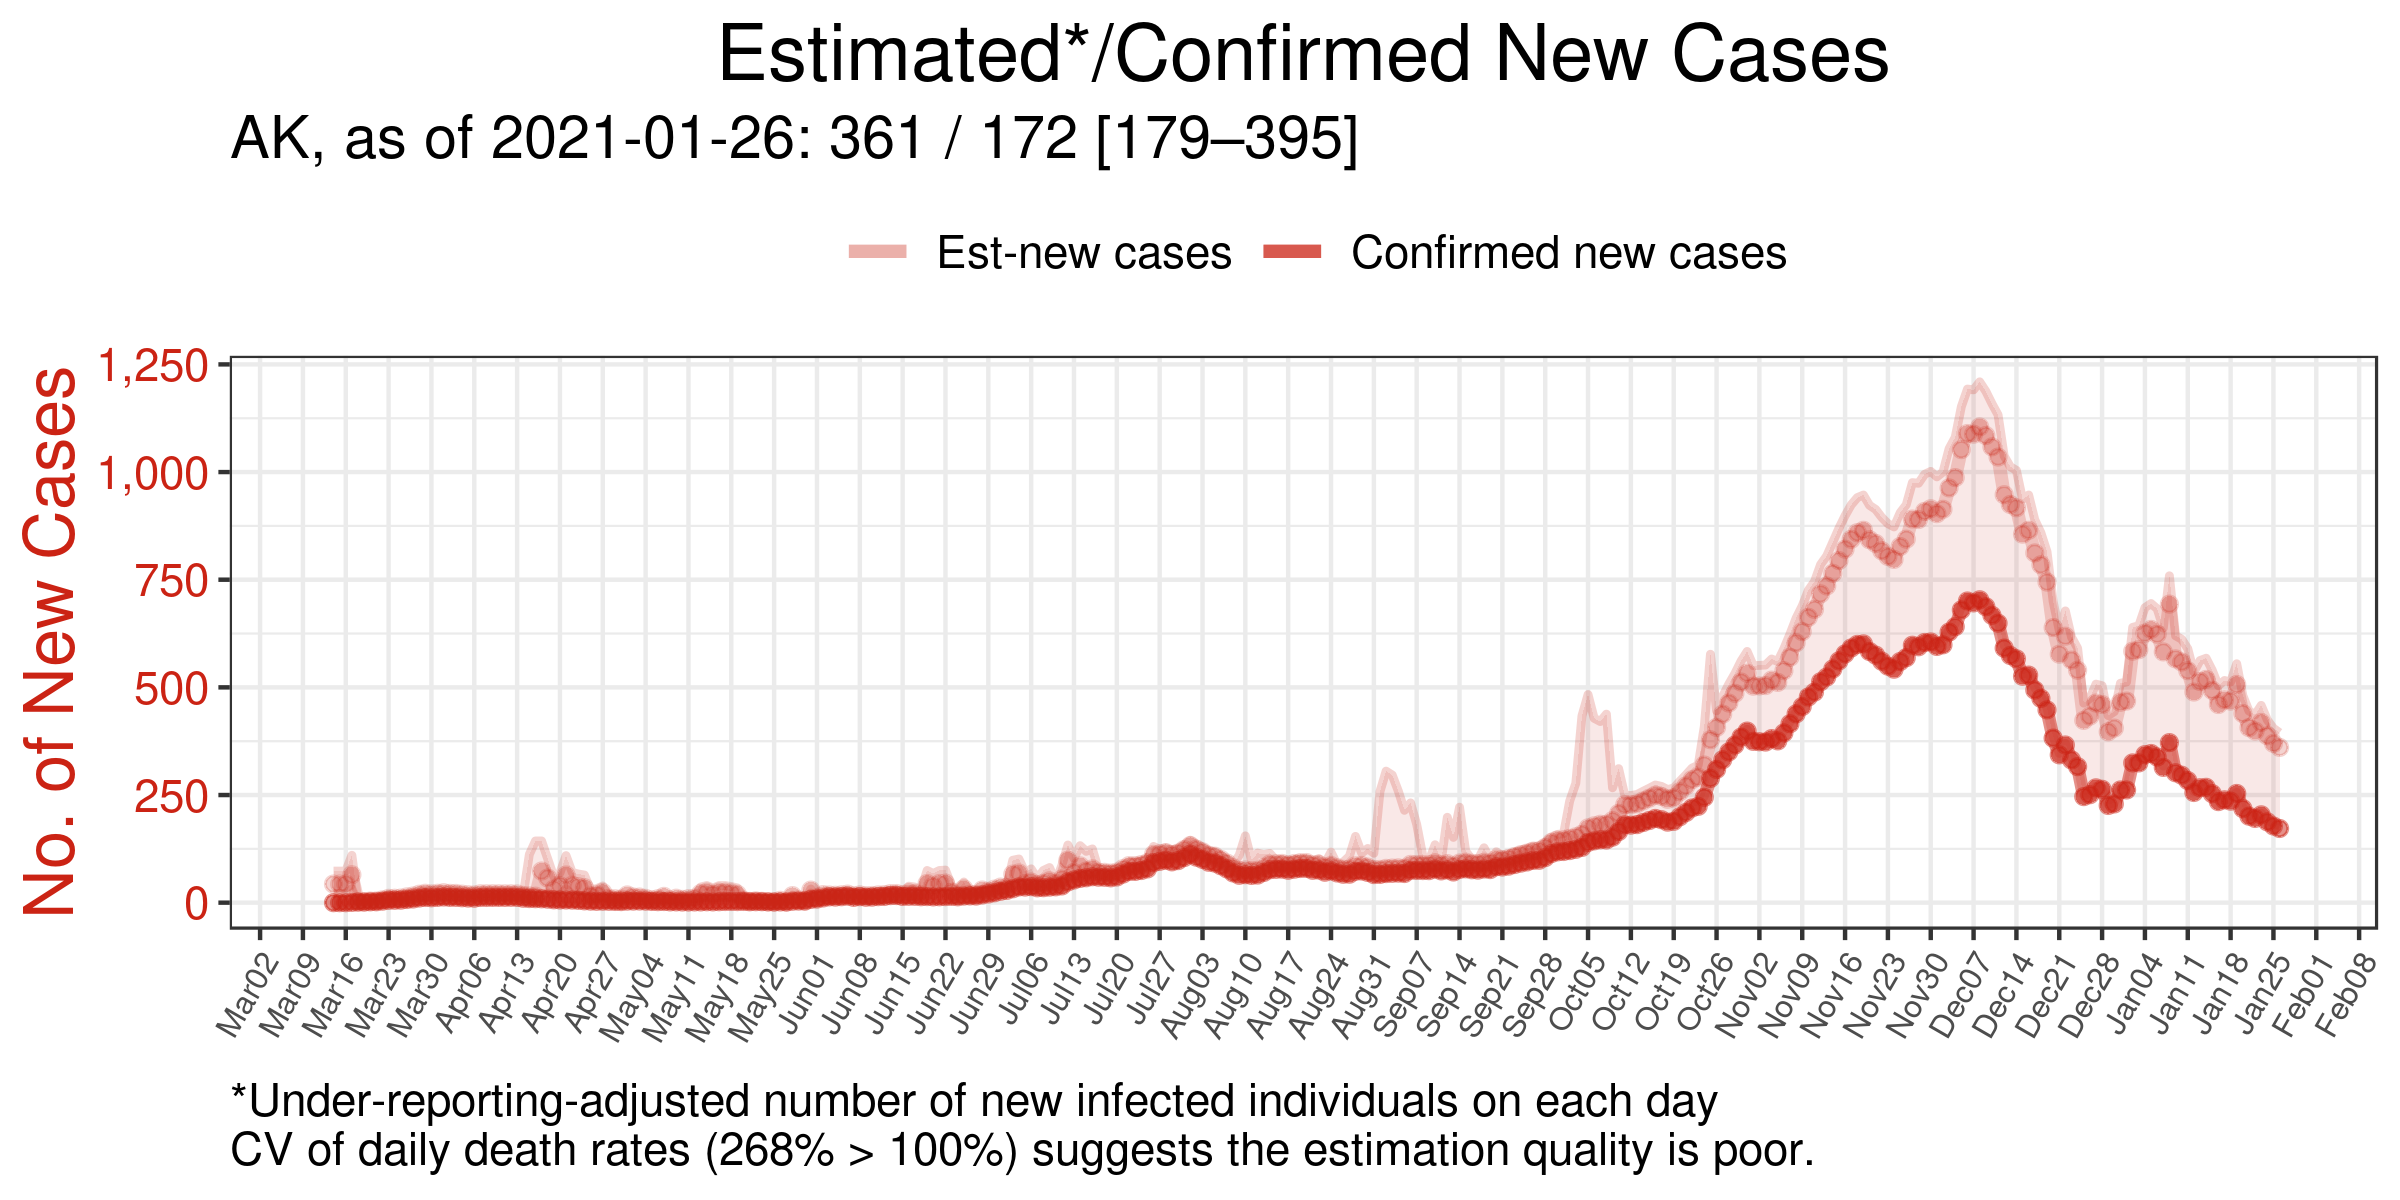 Estimated*/Confirmed New Cases
AK, as of 2021-01-26: 361 / 172 [179–395]
Est-new cases Confirmed new cases
No. of New Cases
1,250
1,000
750
500
250
0
Mar02 Mar09 Mar16 Mar23 Mar30 Apr06 Apr13 Apr20 Apr27 May04 May11 May18 May25 Jun01 Jun08 Jun15 Jun22 Jun29 Jul06 Jul13 Jul20 Jul27 Aug03 Aug10 Aug17 Aug24 Aug31 Sep07 Sep14 Sep21 Sep28 Oct05 Oct12 Oct19 Oct26 Nov02 Nov09 Nov16 Nov23 Nov30 Dec07 Dec14 Dec21 Dec28 Jan04 Jan11 Jan18 Jan25 Feb01 Feb08
*Under-reporting-adjusted number of new infected individuals on each day
CV of daily death rates (268% > 100%) suggests the estimation quality is poor.